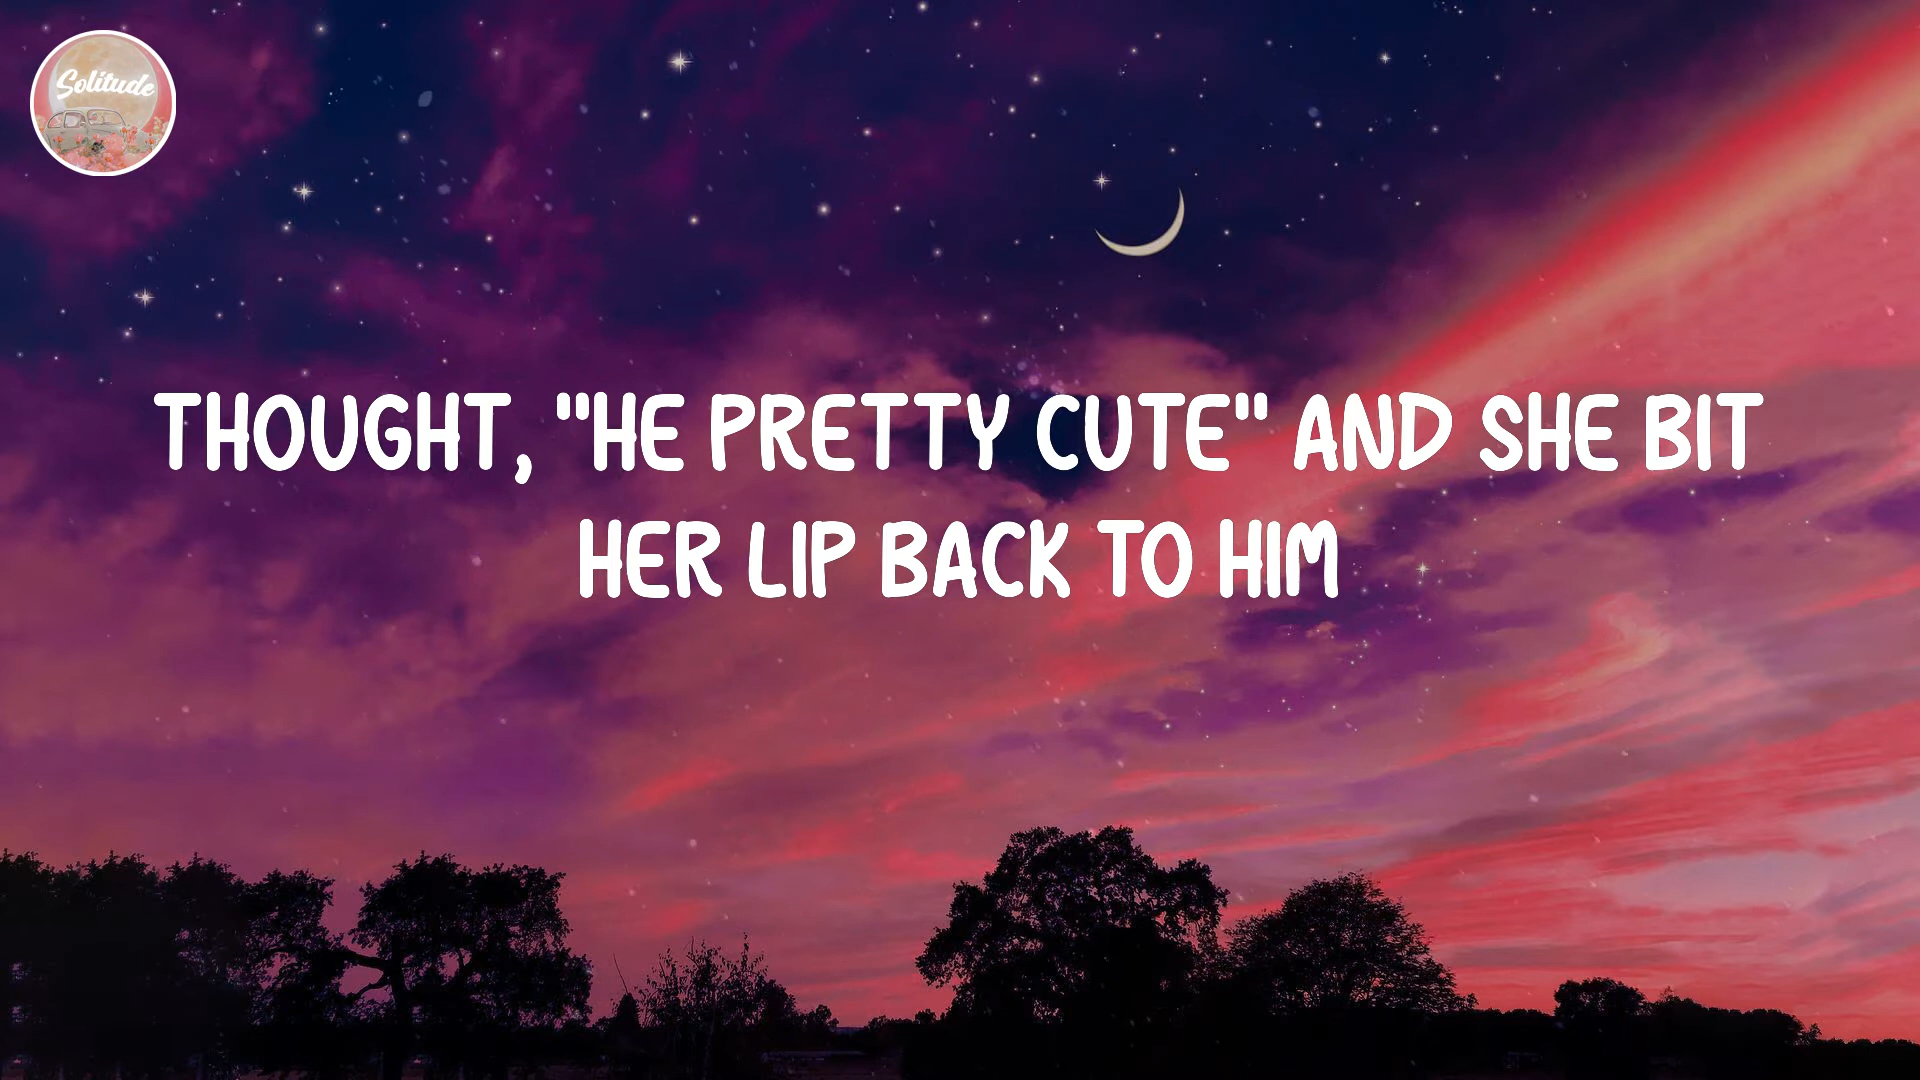 Solitude
THOUGHT, "HE PRETTY CUTE" AND SHE BIT
HER LIP BACK TO HIM